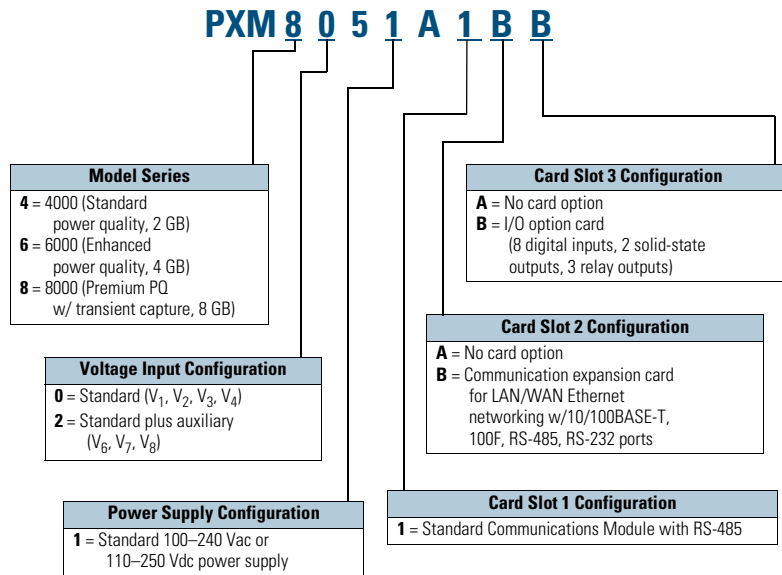 PXM 8 0 5 1 A 1 B B
Model Series
4 = 4000 (Standard
power quality, 2 GB)
6 = 6000 (Enhanced
power quality, 4 GB)
8 = 8000 (Premium PQ
w/ transient capture, 8 GB)
Voltage Input Configuration
0 = Standard (V1, V2, V3, V4)
2 = Standard plus auxiliary
(V6, V7, V8)
Power Supply Configuration
1 = Standard 100–240 Vac or
110–250 Vdc power supply
Card Slot 3 Configuration
A = No card option
B = I/O option card
(8 digital inputs, 2 solid-state
outputs, 3 relay outputs)
Card Slot 2 Configuration
A = No card option
B = Communication expansion card
for LAN/WAN Ethernet
networking w/10/100BASE-T,
100F, RS-485, RS-232 ports
Card Slot 1 Configuration
1 = Standard Communications Module with RS-485